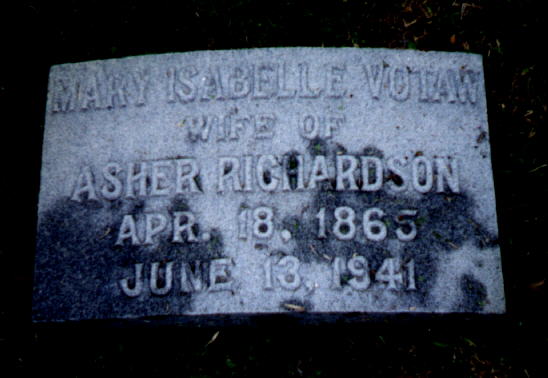 MARY ISABELLE VOTAW
WIFE OF
ASHER RICHARDSON
APR. 18, 1865
JUNE 13, 1941